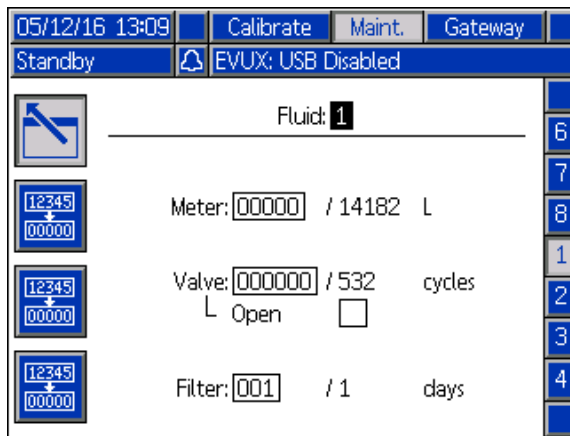 05/12/16 13:09 Calibrate Maint. Gateway
Standby EVUX: USB Disabled
Fluid: 1
6
7
12345
00000
Meter: 00000 / 14182 L
8
1
12345
00000
Valve: 000000 / 532 cycles
2
Open
3
12345
00000
Filter: 001 / 1 days
4